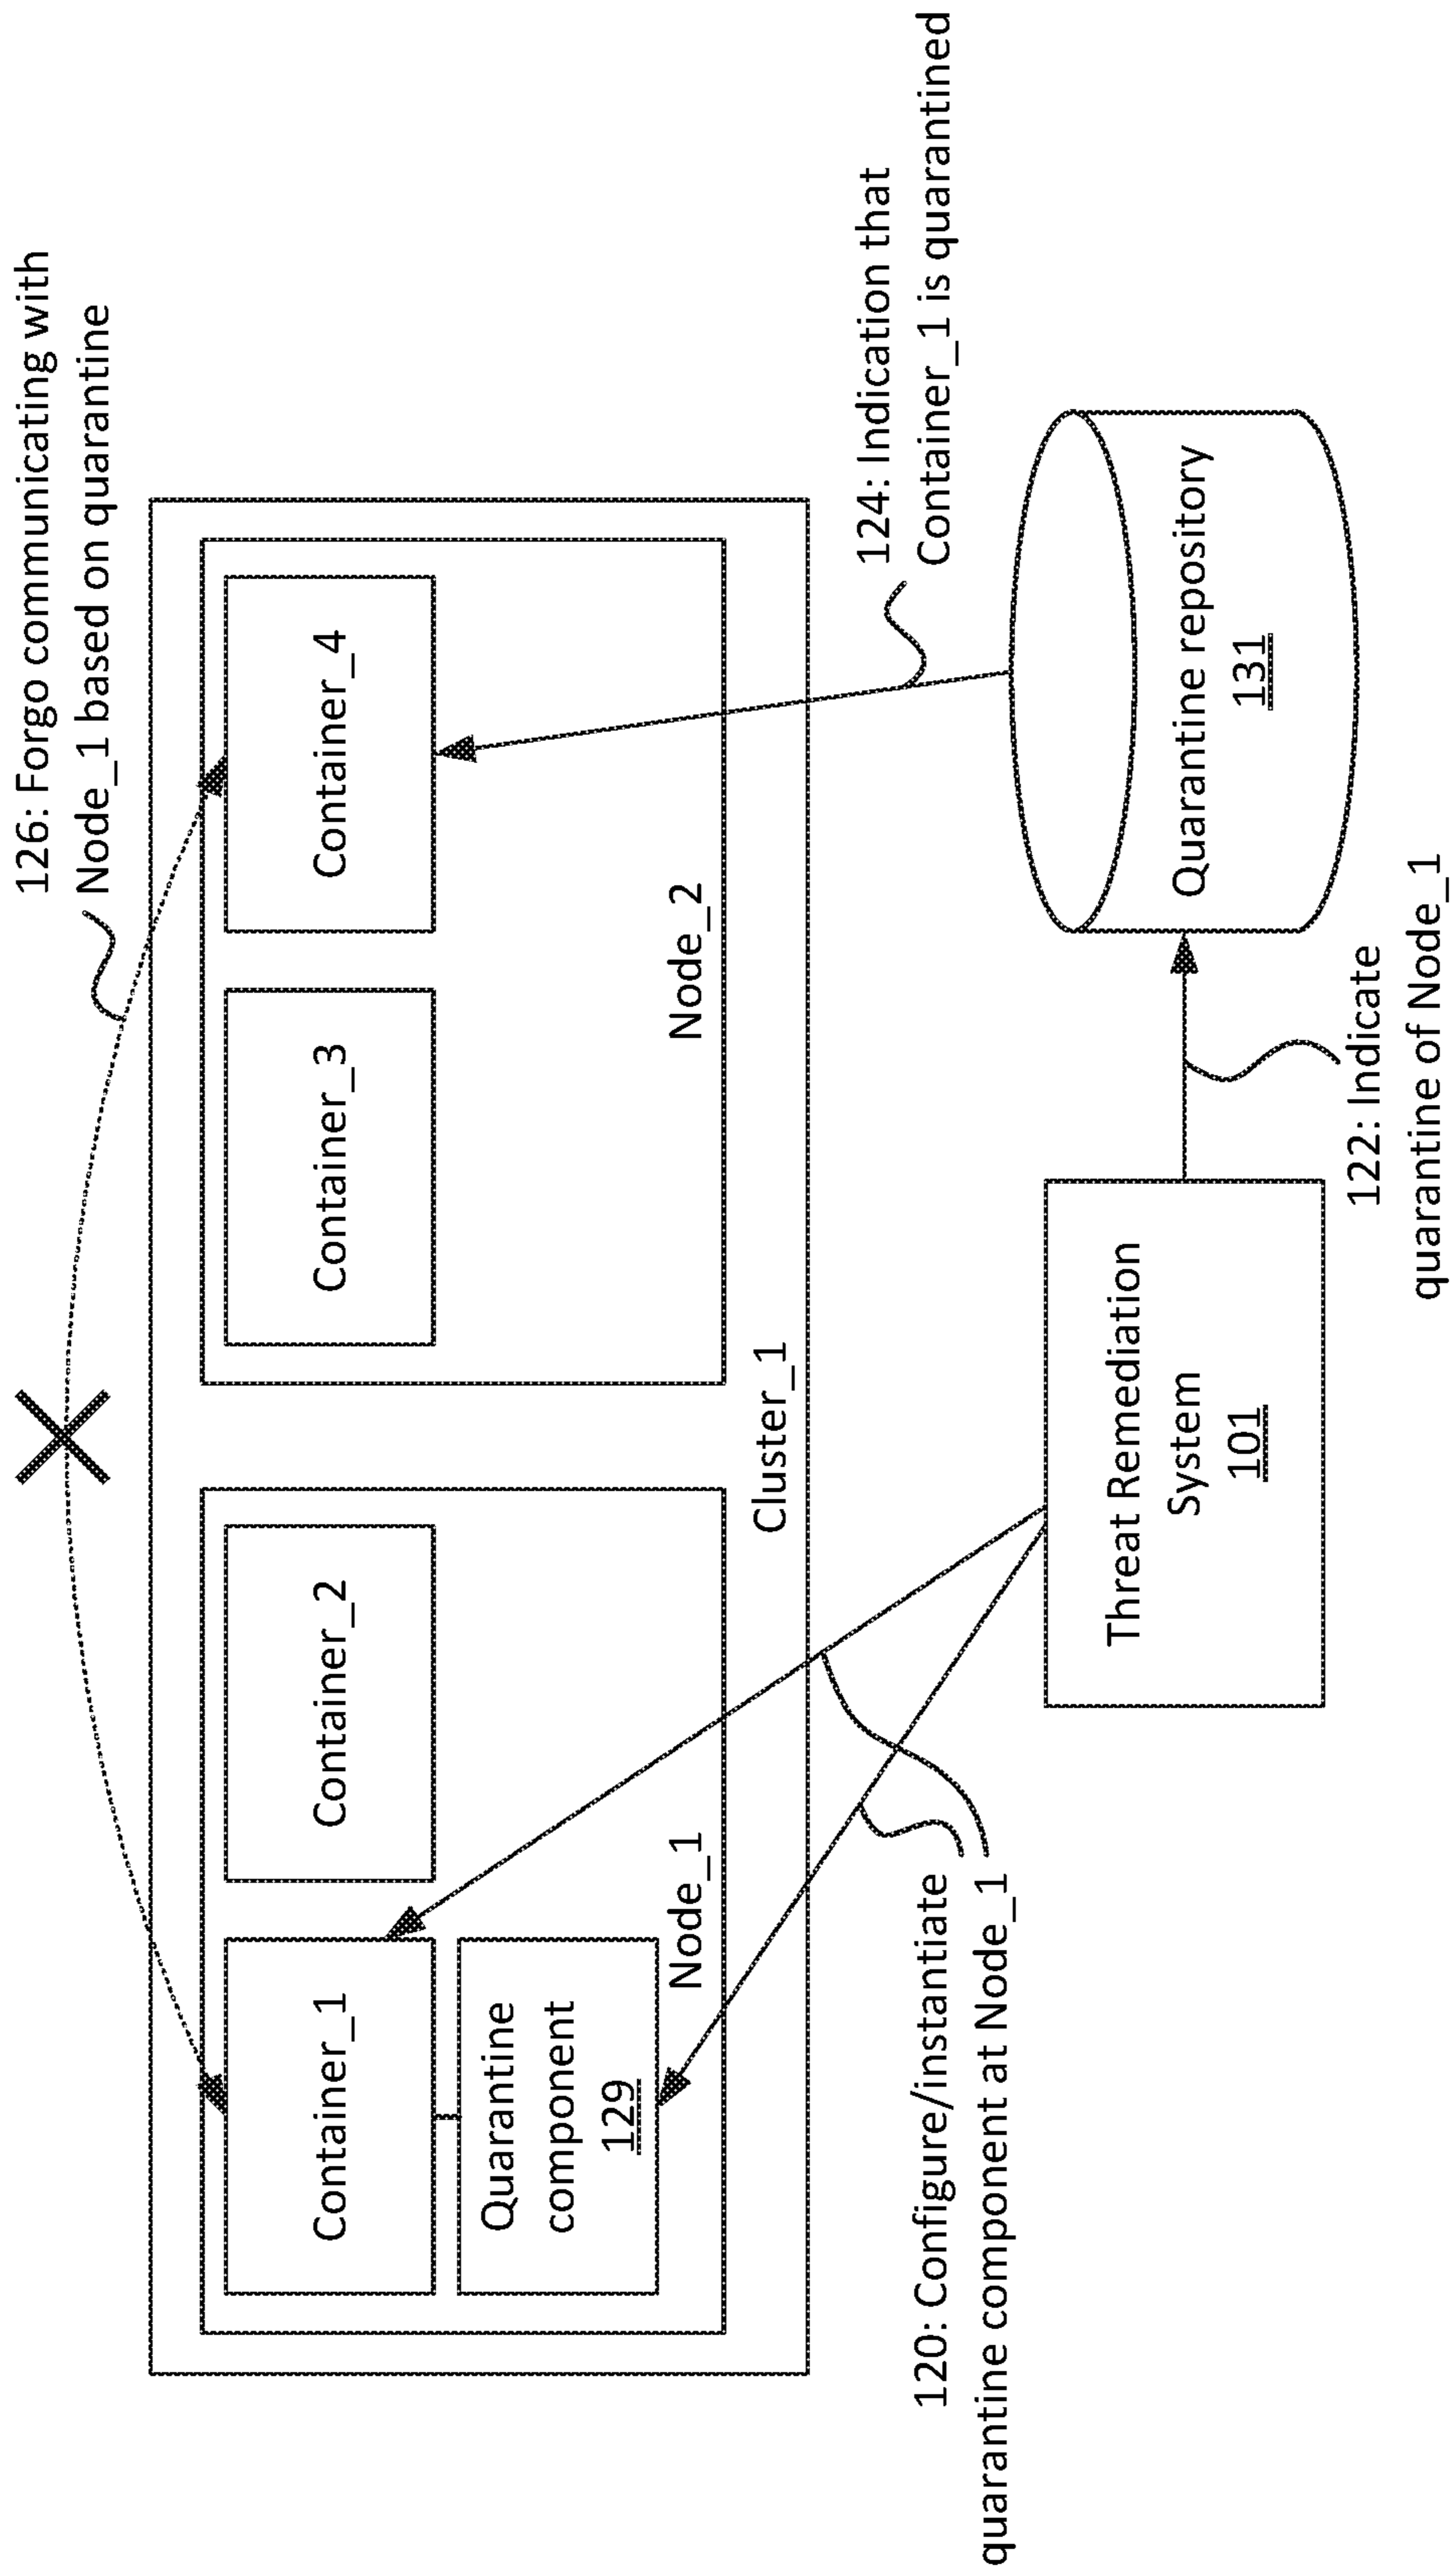 126: Forgo communicating with
Node_1 based on quarantine
Container_1
Container_2
Container_3
Container_4
Quarantine
component
129
Node_1
Node_2
Cluster_1
120: Configure/instantiate
quarantine component at Node_1
124: Indication that
Container_1 is quarantined
Threat Remediation
System
101
Quarantine repository
131
122: Indicate
quarantine of Node_1